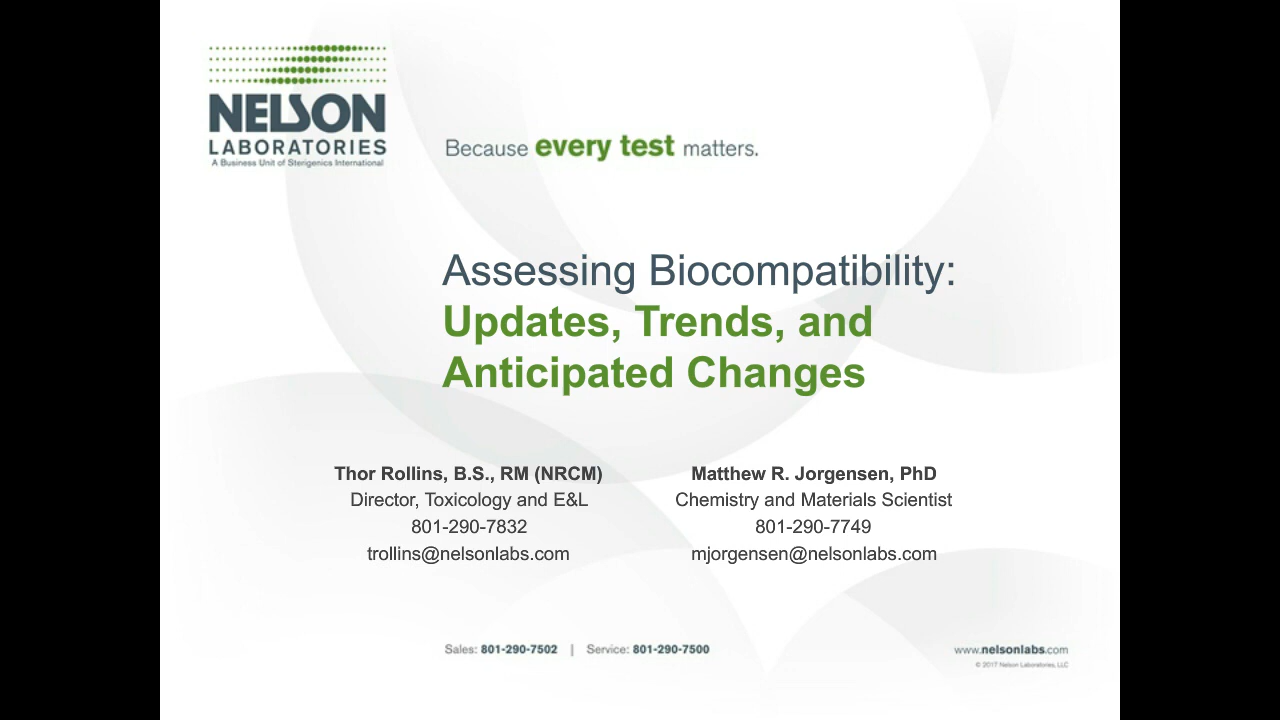 NELSON
LABORATORIES
A Business Unit of Sterigenics International
Because every test matters.
Assessing Biocompatibility:
Updates, Trends, and
Anticipated Changes
Thor Rollins, B.S., RM (NRCM)
Director, Toxicology and E&L
801-290-7832
trollins@nelsonlabs.com
Matthew R. Jorgensen, PhD
Chemistry and Materials Scientist
801-290-7749
mjorgensen@nelsonlabs.com
Sales: 801-290-7502 | Service: 801-290-7500
www.nelsonlabs.com
© 2017 Nelson Laboratories, LLC